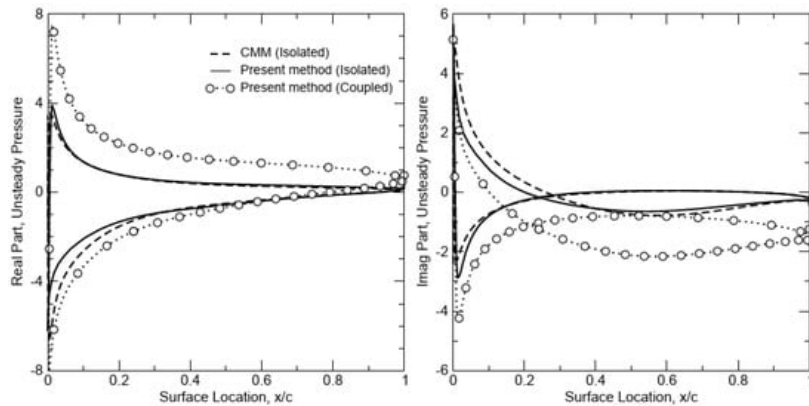 8
4
0
-4
-8
Real Part, Unsteady Pressure
CMM (Isolated)
Present method (Isolated)
Present method (Coupled)
0 0.2 0.4 0.6 0.8 1
Surface Location, x/c
6
4
2
0
-2
-4
-6
Imag Part, Unsteady Pressure
0 0.2 0.4 0.6 0.8 1
Surface Location, x/c